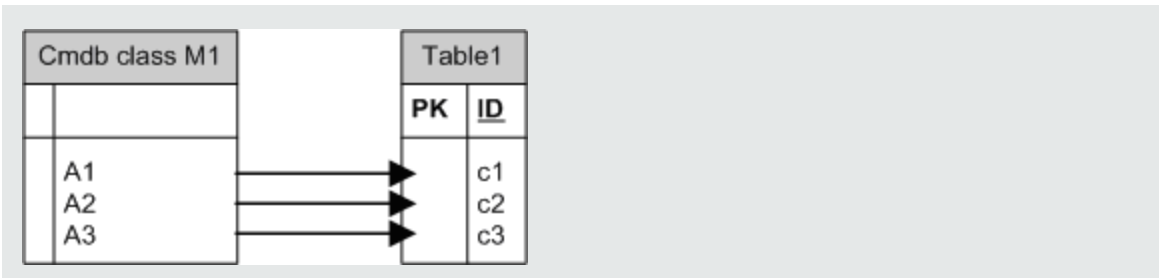 Cmdb class M1
Table1
PK ID
A1 c1
A2 c2
A3 c3